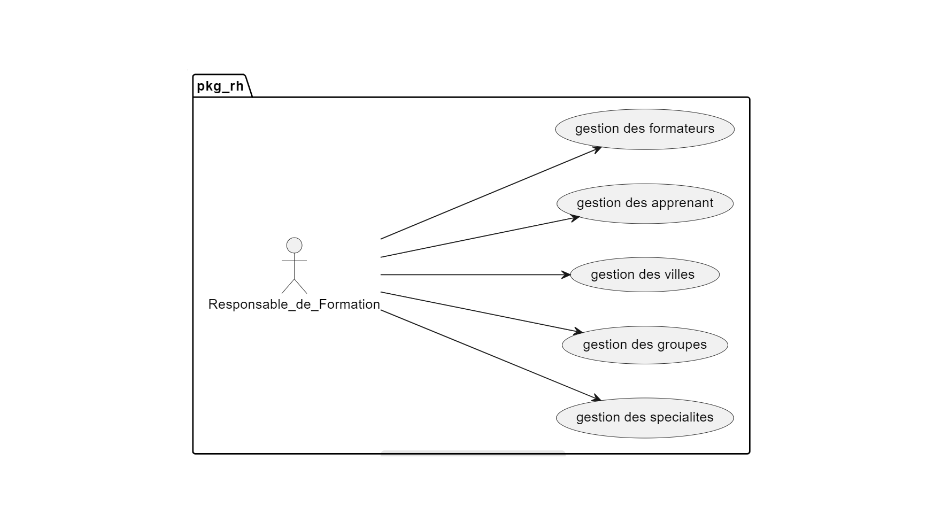 pkg_rh
gestion des formateurs
gestion des apprenant
gestion des villes
Responsable_de_Formation
gestion des groupes
gestion des specialites